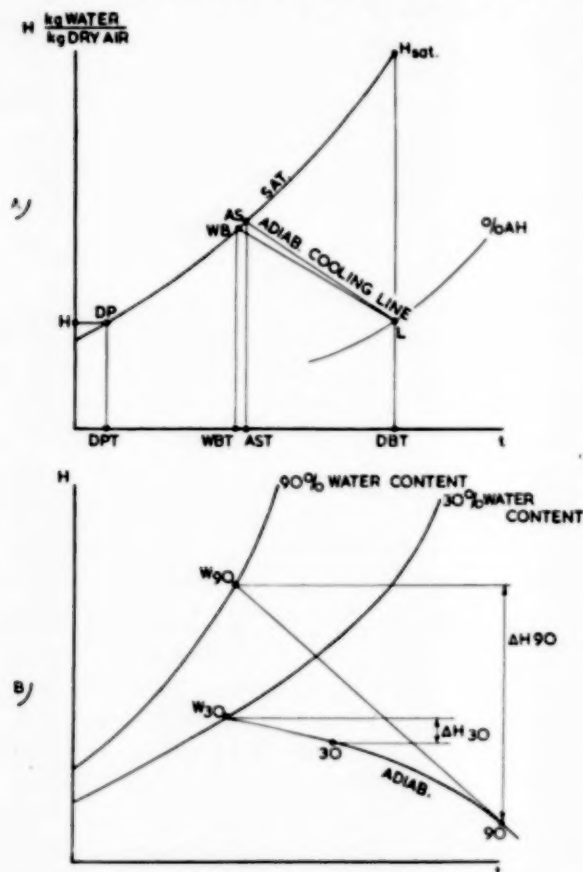 H kg WATER
kg DRY AIR
Hsat.
A)
SAT.
AS
WB
ADIAB. COOLING LINE
%AH
H
DP
L
DPT
WBT
AST
DBT
t
H
90% WATER CONTENT
30% WATER
CONTENT
W90
ΔH90
B)
W30
ΔH30
30
ADIAB.
90